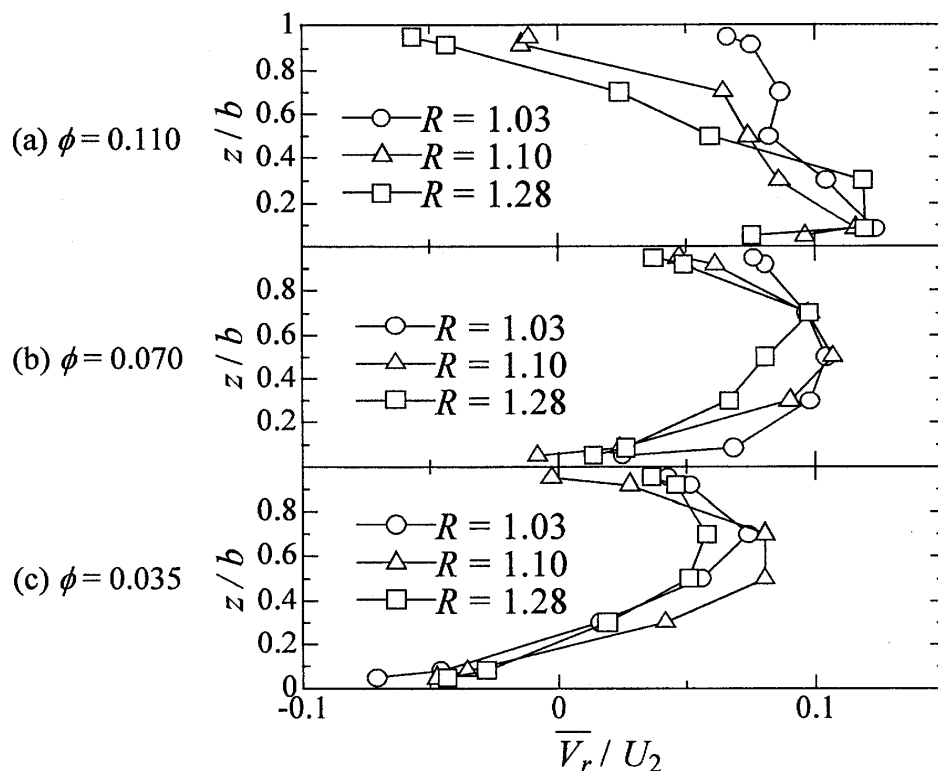 1
0.8
0.6
0.4
0.2
z / b
(a) ϕ = 0.110
R = 1.03
R = 1.10
R = 1.28
0.8
0.6
0.4
0.2
z / b
(b) ϕ = 0.070
R = 1.03
R = 1.10
R = 1.28
0.8
0.6
0.4
0.2
0
z / b
(c) ϕ = 0.035
R = 1.03
R = 1.10
R = 1.28
-0.1 0 0.1
V̅r / U2